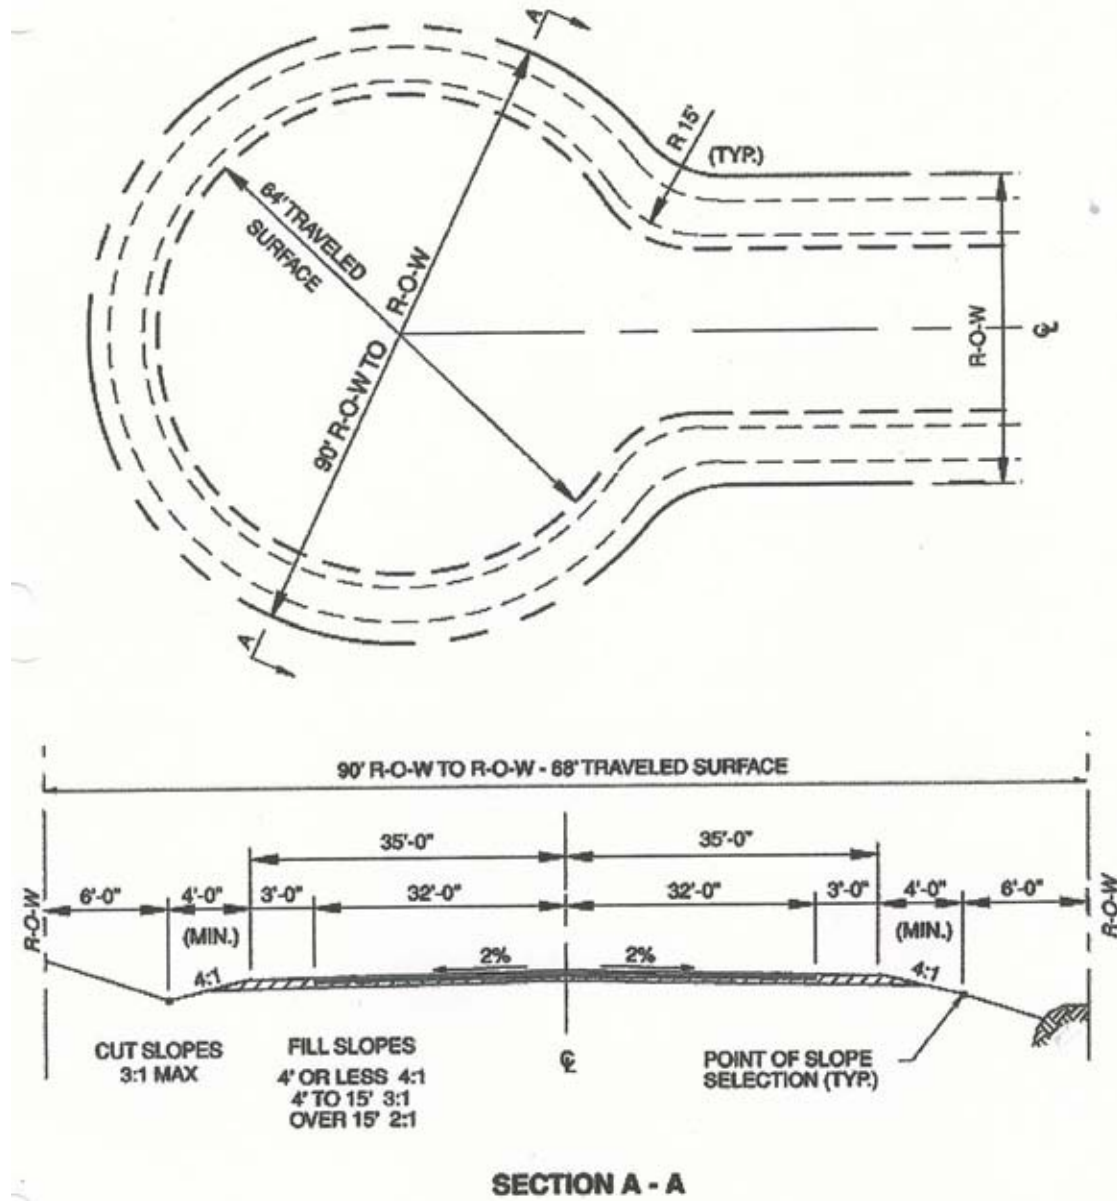 A
R 15'
(TYP.)
64' TRAVELED
SURFACE
90' R-O-W TO R-O-W
R-O-W
℄
A
90' R-O-W TO R-O-W - 68' TRAVELED SURFACE
35'-0" 35'-0"
R-O-W 6'-0" 4'-0" 3'-0" 32'-0" 32'-0" 3'-0" 4'-0" 6'-0" R-O-W
(MIN.) (MIN.)
4:1 2% 2% 4:1
CUT SLOPES
3:1 MAX
FILL SLOPES
4' OR LESS 4:1
4' TO 15' 3:1
OVER 15' 2:1
℄
POINT OF SLOPE
SELECTION (TYP.)
SECTION A - A